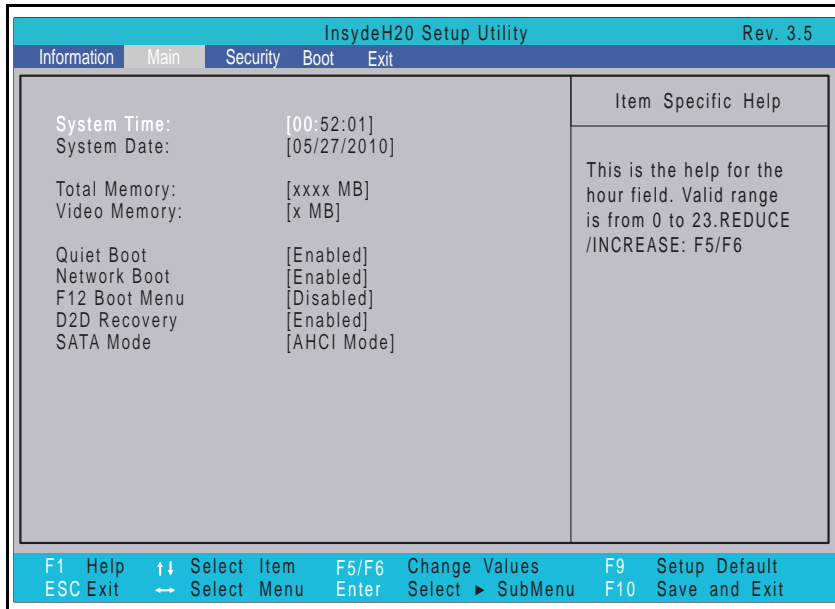 InsydeH20 Setup Utility Rev. 3.5
Information Main Security Boot Exit
System Time: [00:52:01]
System Date: [05/27/2010]
Total Memory: [xxxx MB]
Video Memory: [x MB]
Quiet Boot [Enabled]
Network Boot [Enabled]
F12 Boot Menu [Disabled]
D2D Recovery [Enabled]
SATA Mode [AHCI Mode]
Item Specific Help
This is the help for the
hour field. Valid range
is from 0 to 23.REDUCE
/INCREASE: F5/F6
F1 Help ↑↓ Select Item F5/F6 Change Values F9 Setup Default
ESC Exit ↔ Select Menu Enter Select ► SubMenu F10 Save and Exit